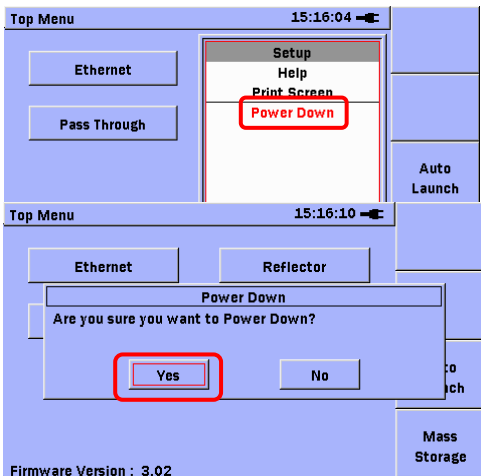 Top Menu 15:16:04
Setup
Ethernet
Help
Print Screen
Power Down
Pass Through
Auto
Launch
Top Menu 15:16:10
Ethernet Reflector
Power Down
Are you sure you want to Power Down?
Yes No
to
ch
Mass
Storage
Firmware Version : 3.02